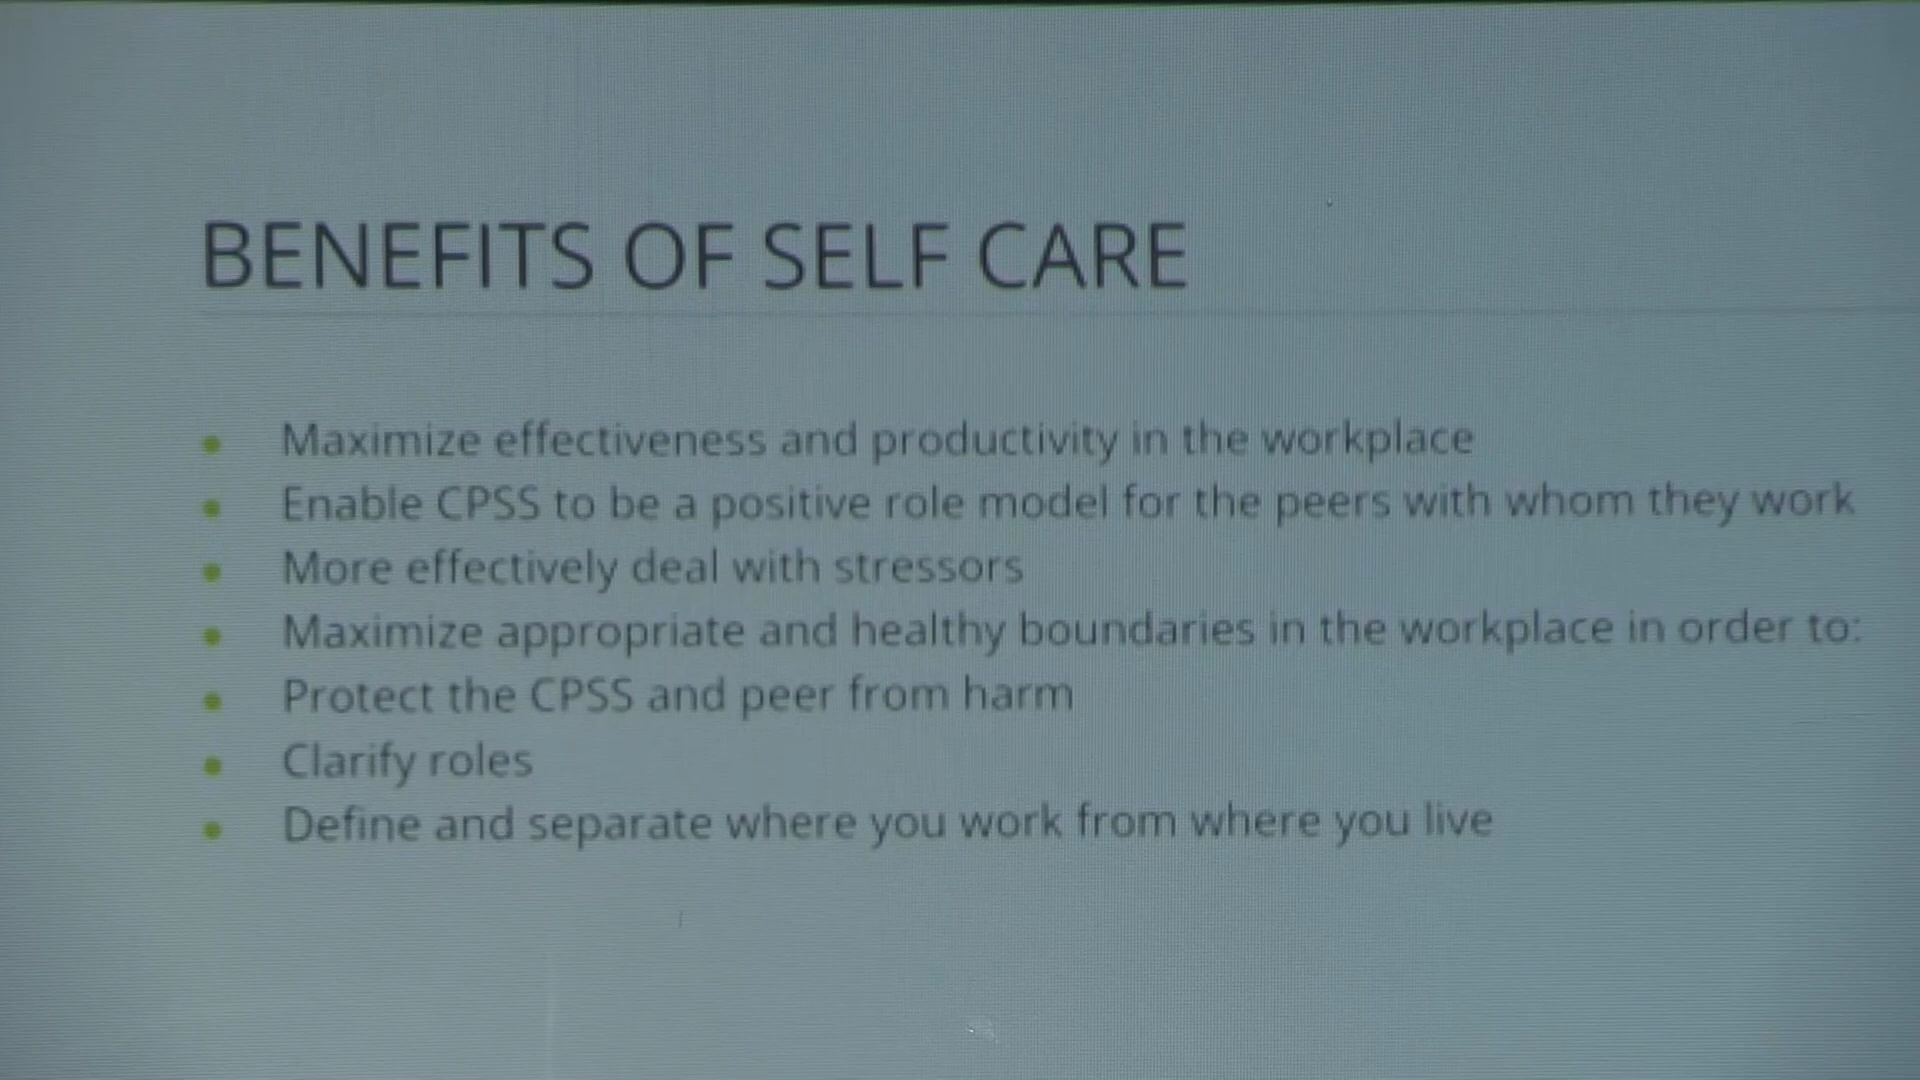 BENEFITS OF SELF CARE
Maximize effectiveness and productivity in the workplace
Enable CPSS to be a positive role model for the peers with whom they work
More effectively deal with stressors
Maximize appropriate and healthy boundaries in the workplace in order to:
Protect the CPSS and peer from harm
Clarify roles
Define and separate where you work from where you live